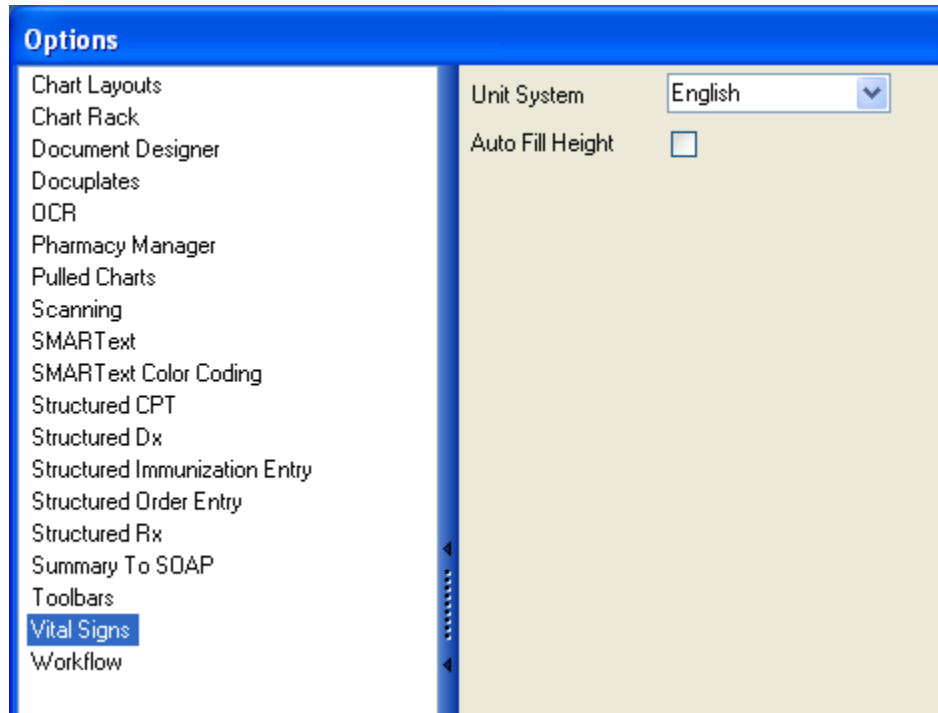 Options
Chart Layouts
Chart Rack
Document Designer
Docuplates
OCR
Pharmacy Manager
Pulled Charts
Scanning
SMARText
SMARText Color Coding
Structured CPT
Structured Dx
Structured Immunization Entry
Structured Order Entry
Structured Rx
Summary To SOAP
Toolbars
Vital Signs
Workflow
Unit System English
Auto Fill Height